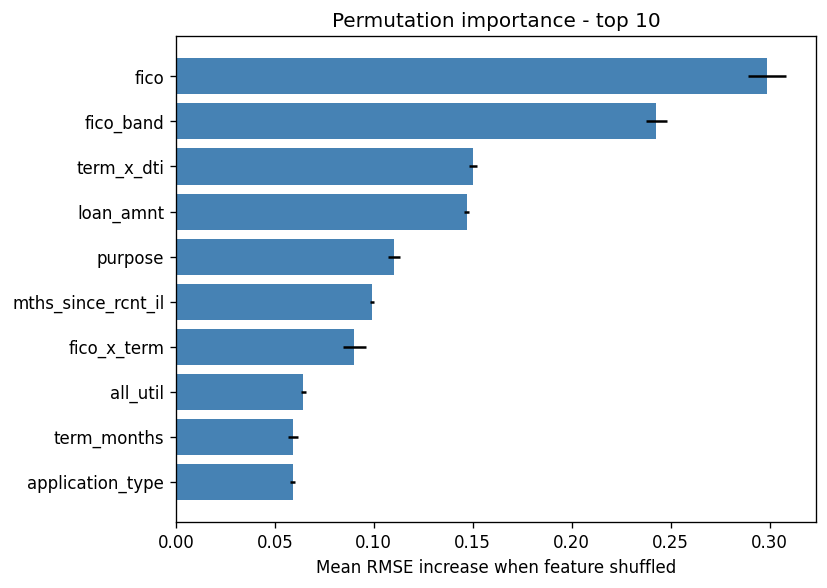 Permutation importance - top 10
fico
fico_band
term_x_dti
loan_amnt
purpose
mths_since_rcnt_il
fico_x_term
all_util
term_months
application_type
0.00 0.05 0.10 0.15 0.20 0.25 0.30
Mean RMSE increase when feature shuffled